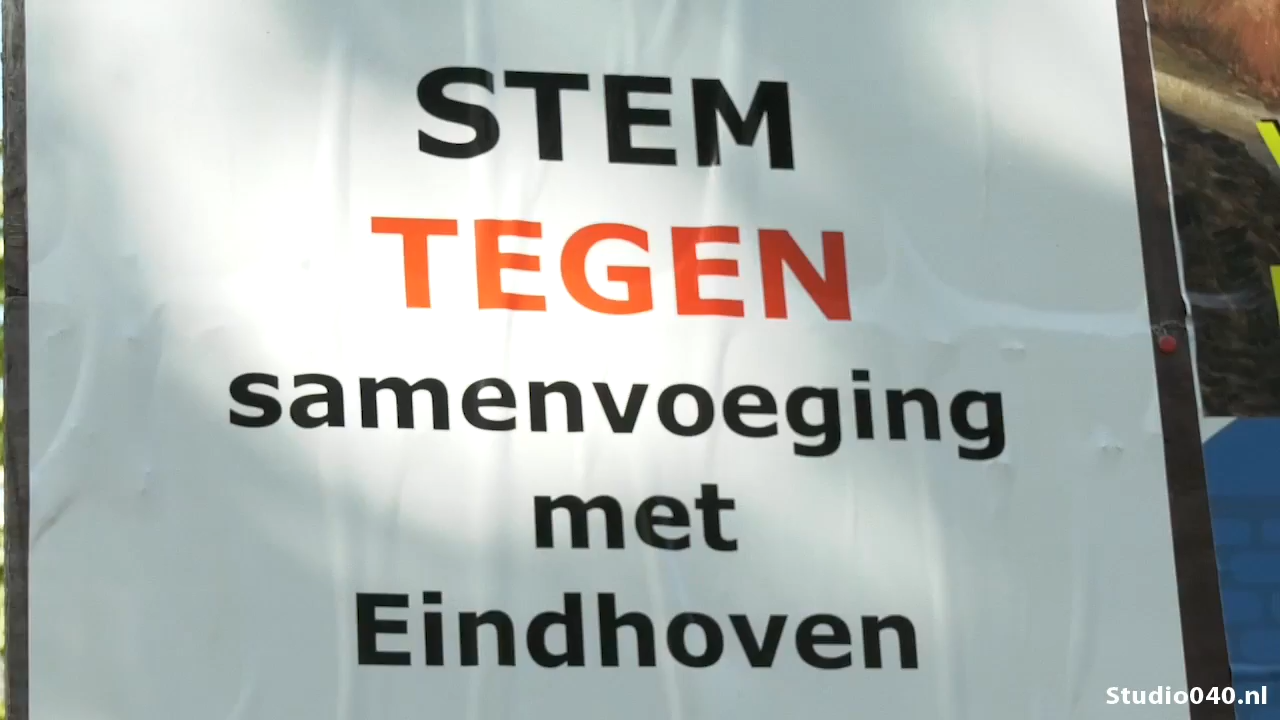 STEM
TEGEN
samenvoeging
met
Eindhoven
Studio040.nl